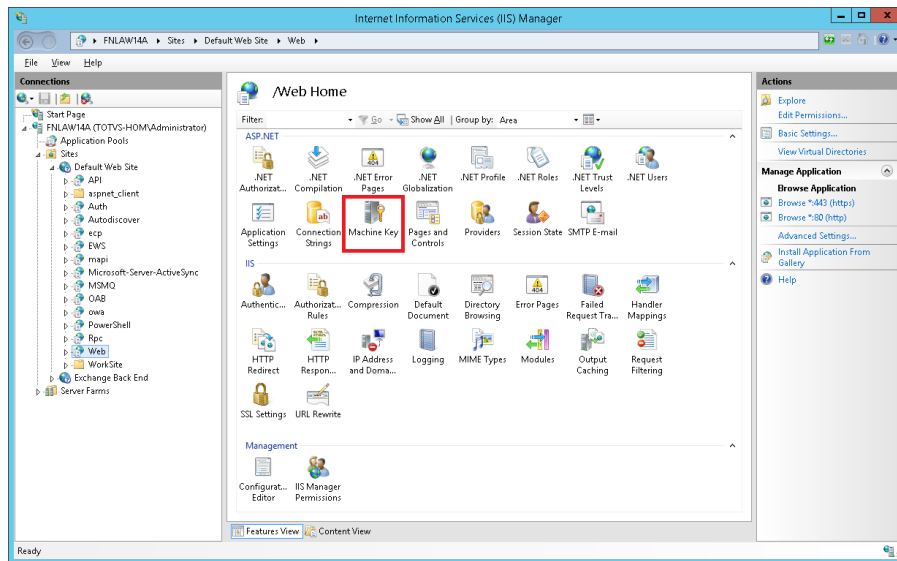 Internet Information Services (IIS) Manager
FNLAW14A Sites Default Web Site Web
File View Help
Connections
Start Page
FNLAW14A (TOTVS-HOM\Administrator)
Application Pools
Sites
Default Web Site
API
aspnet_client
Auth
Autodiscover
ecp
EWS
mapi
Microsoft-Server-ActiveSync
MSMQ
OAB
owa
PowerShell
Rpc
Web
WorkSite
Exchange Back End
Server Farms
/Web Home
Filter: Go Show All Group by: Area
ASP.NET
.NET Authorizat...
.NET Compilation
.NET Error Pages
.NET Globalization
.NET Profile
.NET Roles
.NET Trust Levels
.NET Users
Application Settings
Connection Strings
Machine Key
Pages and Controls
Providers
Session State
SMTP E-mail
IIS
Authentic...
Authorizat... Rules
Compression
Default Document
Directory Browsing
Error Pages
Failed Request Tra...
Handler Mappings
HTTP Redirect
HTTP Respon...
IP Address and Doma...
Logging
MIME Types
Modules
Output Caching
Request Filtering
SSL Settings
URL Rewrite
Management
Configurat... Editor
IIS Manager Permissions
Features View Content View
Actions
Explore
Edit Permissions...
Basic Settings...
View Virtual Directories
Manage Application
Browse Application
Browse *:443 (https)
Browse *:80 (http)
Advanced Settings...
Install Application From
Gallery
Help
Ready